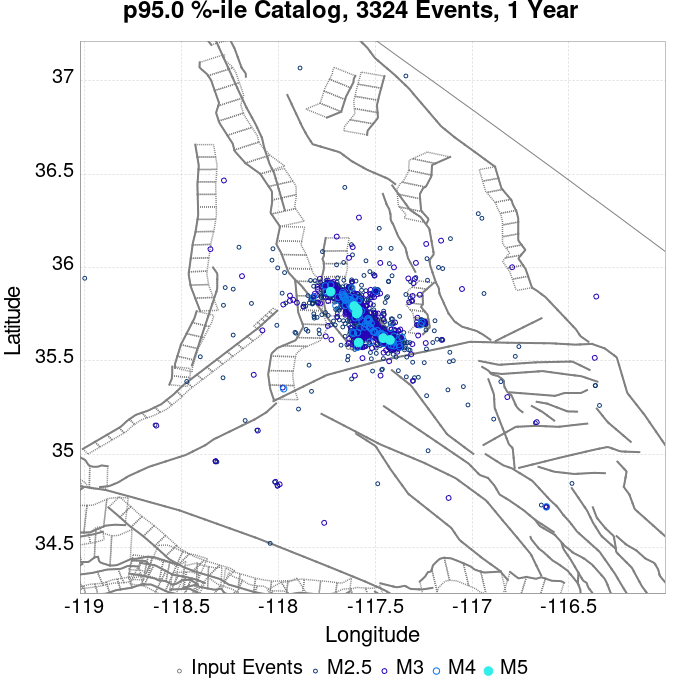 p95.0 %-ile Catalog, 3324 Events, 1 Year
37
36.5
36
35.5
35
34.5
Latitude
-119
-118.5
-118
-117.5
-117
-116.5
Longitude
Input Events
M2.5
M3
M4
M5